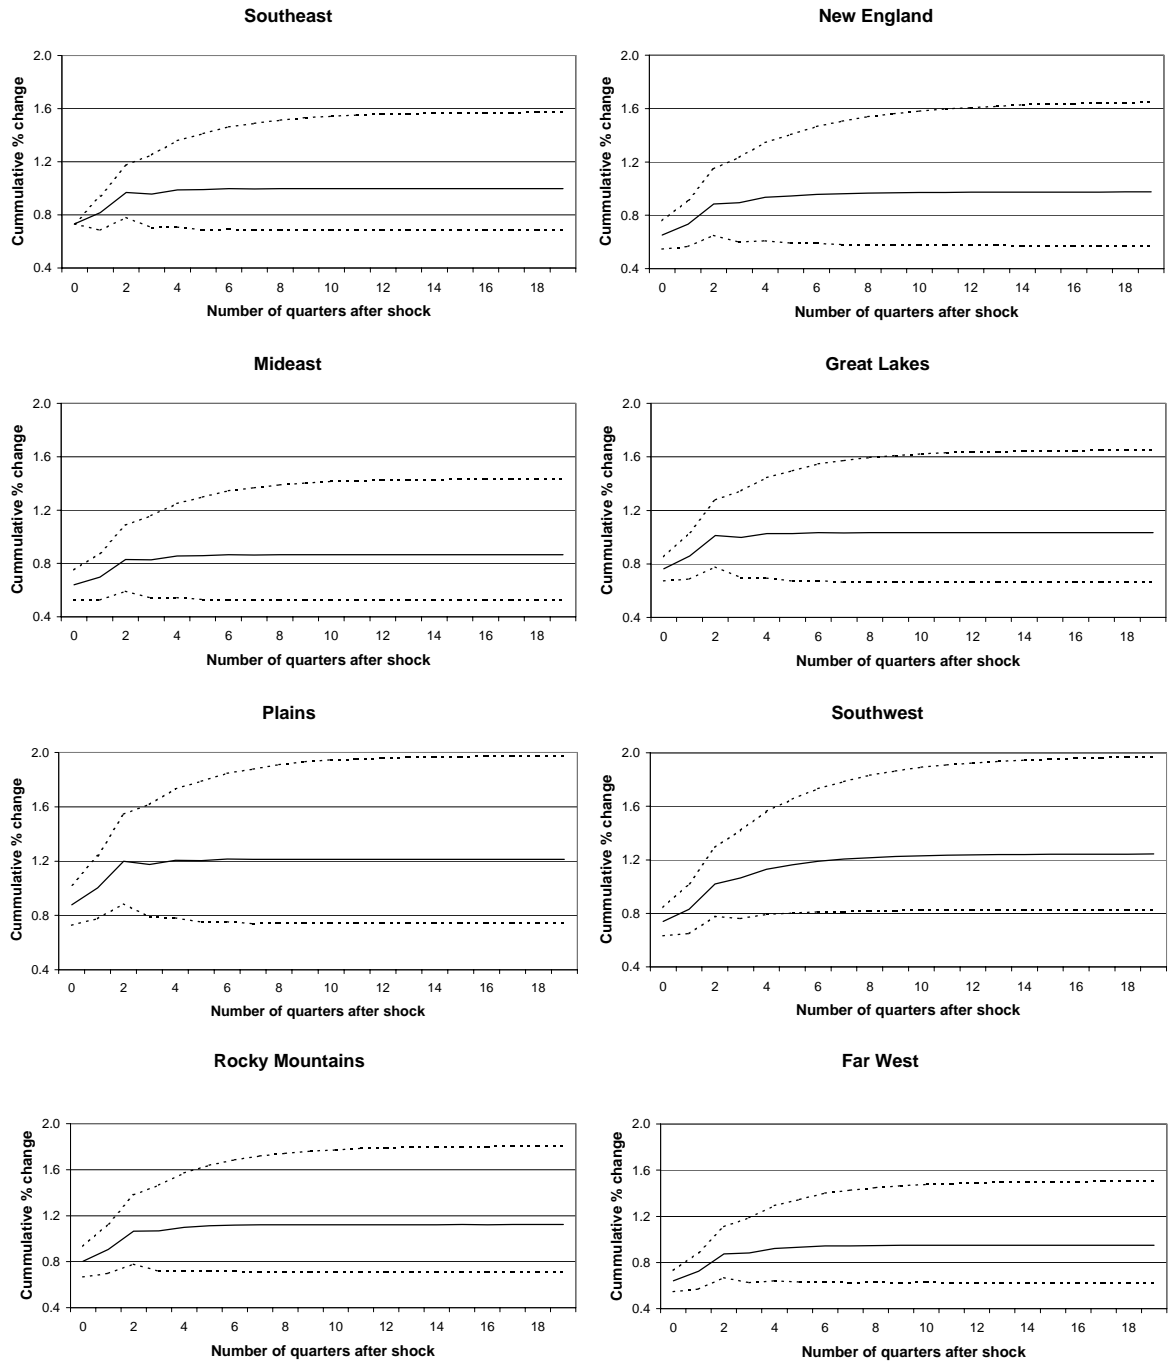 Southeast
Cummulative % change
2.0
1.6
1.2
0.8
0.4
0 2 4 6 8 10 12 14 16 18
Number of quarters after shock
New England
Cummulative % change
2.0
1.6
1.2
0.8
0.4
0 2 4 6 8 10 12 14 16 18
Number of quarters after shock
Mideast
Cummulative % change
2.0
1.6
1.2
0.8
0.4
0 2 4 6 8 10 12 14 16 18
Number of quarters after shock
Great Lakes
Cummulative % change
2.0
1.6
1.2
0.8
0.4
0 2 4 6 8 10 12 14 16 18
Number of quarters after shock
Plains
Cummulative % change
2.0
1.6
1.2
0.8
0.4
0 2 4 6 8 10 12 14 16 18
Number of quarters after shock
Southwest
Cummulative % change
2.0
1.6
1.2
0.8
0.4
0 2 4 6 8 10 12 14 16 18
Number of quarters after shock
Rocky Mountains
Cummulative % change
2.0
1.6
1.2
0.8
0.4
0 2 4 6 8 10 12 14 16 18
Number of quarters after shock
Far West
Cummulative % change
2.0
1.6
1.2
0.8
0.4
0 2 4 6 8 10 12 14 16 18
Number of quarters after shock